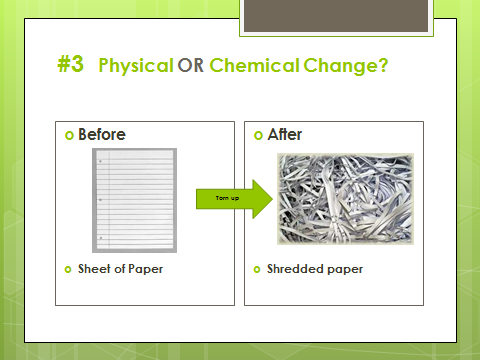 #3 Physical OR Chemical Change?
Before
Sheet of Paper
Torn up
After
Shredded paper